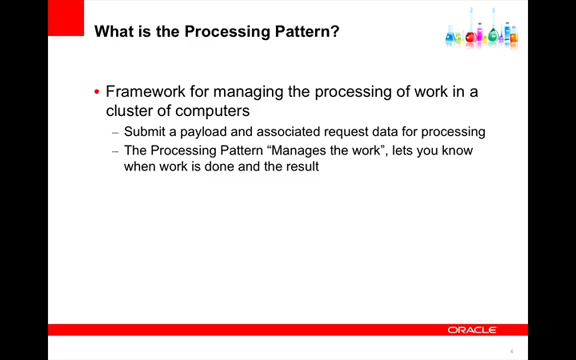 What is the Processing Pattern?
• Framework for managing the processing of work in a
cluster of computers
– Submit a payload and associated request data for processing
– The Processing Pattern “Manages the work”, lets you know
when work is done and the result
ORACLE